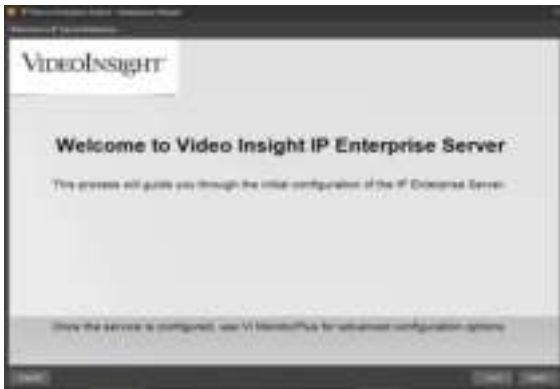 VIDEOINSIGHT
Welcome to Video Insight IP Enterprise Server
This process will guide you through the initial configuration of the IP Enterprise Server.
Once the service is configured, use VI MonitorPlus for advanced configuration options.